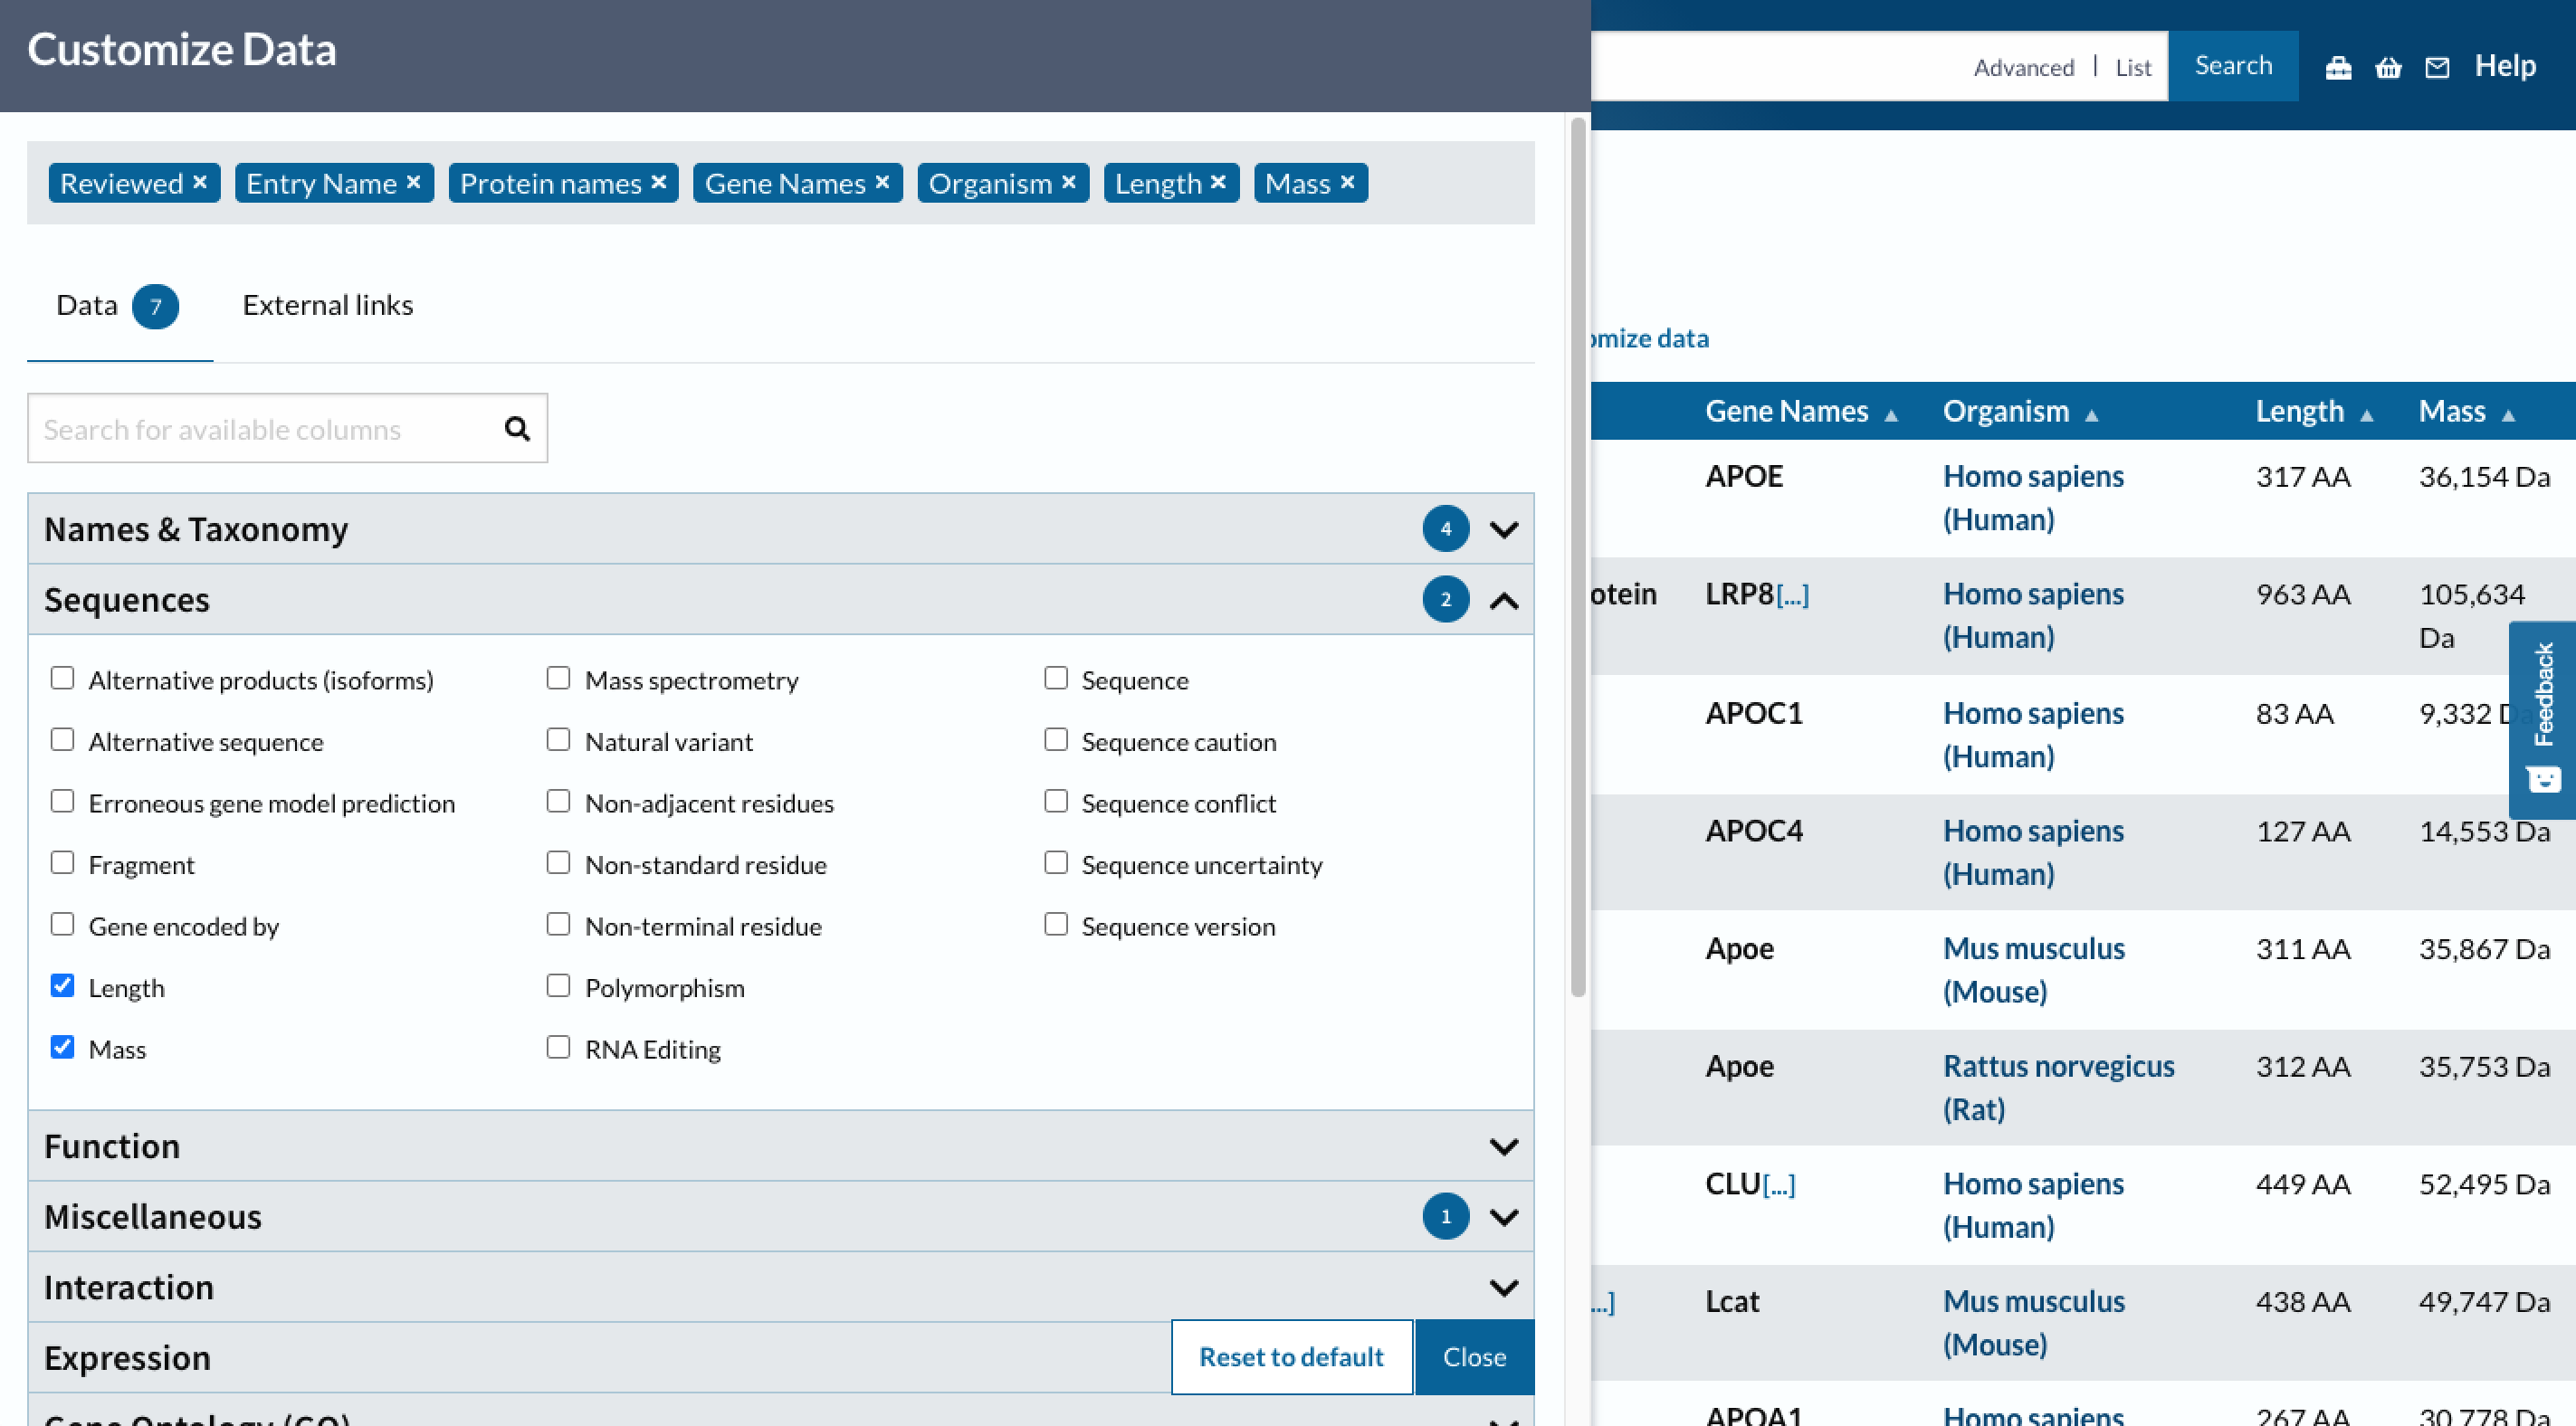 Customize Data
Advanced | List
Search
Help
Reviewed × Entry Name × Protein names × Gene Names × Organism × Length × Mass ×
Data 7 External links
Search for available columns
Names & Taxonomy 4
Sequences 2
Alternative products (isoforms) Mass spectrometry Sequence
Alternative sequence Natural variant Sequence caution
Erroneous gene model prediction Non-adjacent residues Sequence conflict
Fragment Non-standard residue Sequence uncertainty
Gene encoded by Non-terminal residue Sequence version
Length Polymorphism
Mass RNA Editing
Function
Miscellaneous 1
Interaction
Expression
Reset to default Close
Gene Ontology (GO)
omize data
Gene Names Organism Length Mass
APOE Homo sapiens 317 AA 36,154 Da
(Human)
otein LRP8[...] Homo sapiens 963 AA 105,634
(Human) Da
APOC1 Homo sapiens 83 AA 9,332 Da
(Human)
APOC4 Homo sapiens 127 AA 14,553 Da
(Human)
Apoe Mus musculus 311 AA 35,867 Da
(Mouse)
Apoe Rattus norvegicus 312 AA 35,753 Da
(Rat)
CLU[...] Homo sapiens 449 AA 52,495 Da
(Human)
...] Lcat Mus musculus 438 AA 49,747 Da
(Mouse)
APOA1 Homo sapiens 267 AA 30,778 Da
Feedback